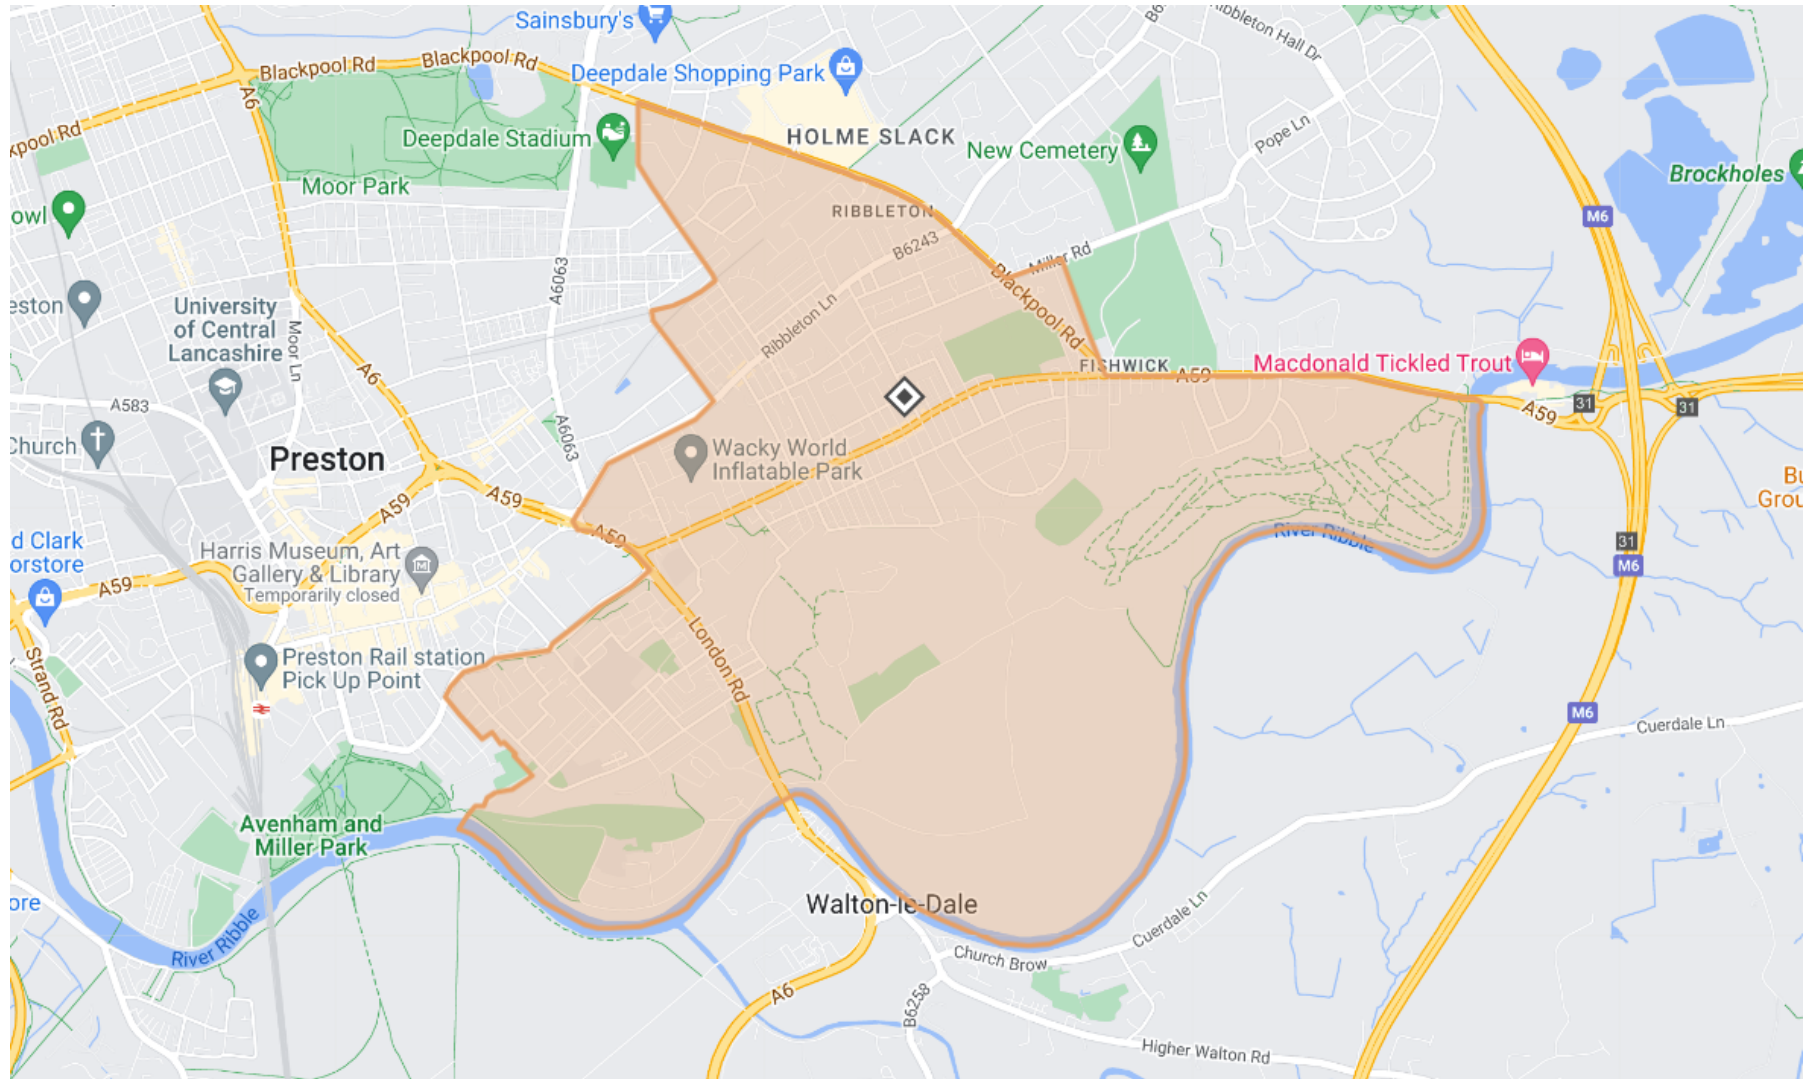 Sainsbury's
Ribbleton Hall Dr
Blackpool Rd
Blackpool Rd
Deepdale Shopping Park
A6
Deepdale Stadium
HOLME SLACK
New Cemetery
Pope Ln
Brockholes
Moor Park
RIBBLETON
M6
owl
B6243
Miller Rd
A6063
Blackpool Rd
eston
University
of Central
Lancashire
Moor Ln
Ribbleton Ln
A6
FISHWICK
A59
Macdonald Tickled Trout
31
31
A59
A583
Church
A6063
Preston
Wacky World
Inflatable Park
A59
A59
A59
d Clark
orstore
Harris Museum, Art
Gallery & Library
Temporarily closed
River Ribble
31
M6
A59
London Rd
Strand Rd
Preston Rail station
Pick Up Point
M6
Cuerdale Ln
Avenham and
Miller Park
ore
Walton-le-Dale
Cuerdale Ln
River Ribble
Church Brow
A6
B6258
Higher Walton Rd